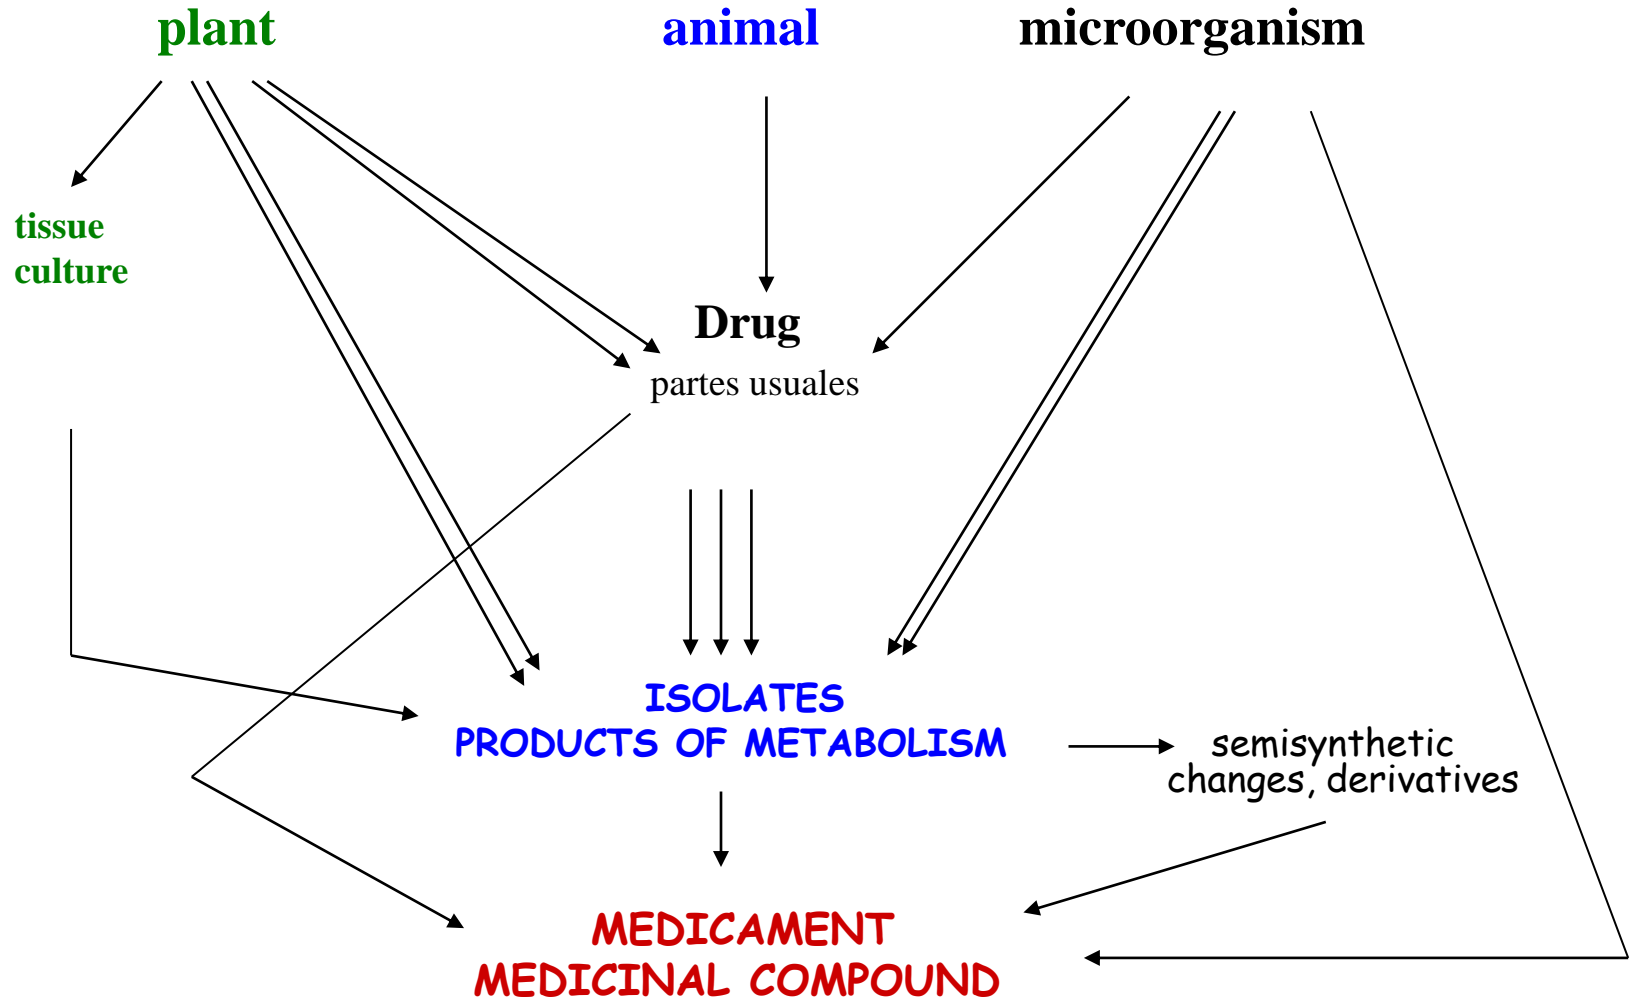 plant
animal
microorganism
tissue
culture
Drug
partes usuales
ISOLATES
PRODUCTS OF METABOLISM
semisynthetic
changes, derivatives
MEDICAMENT
MEDICINAL COMPOUND